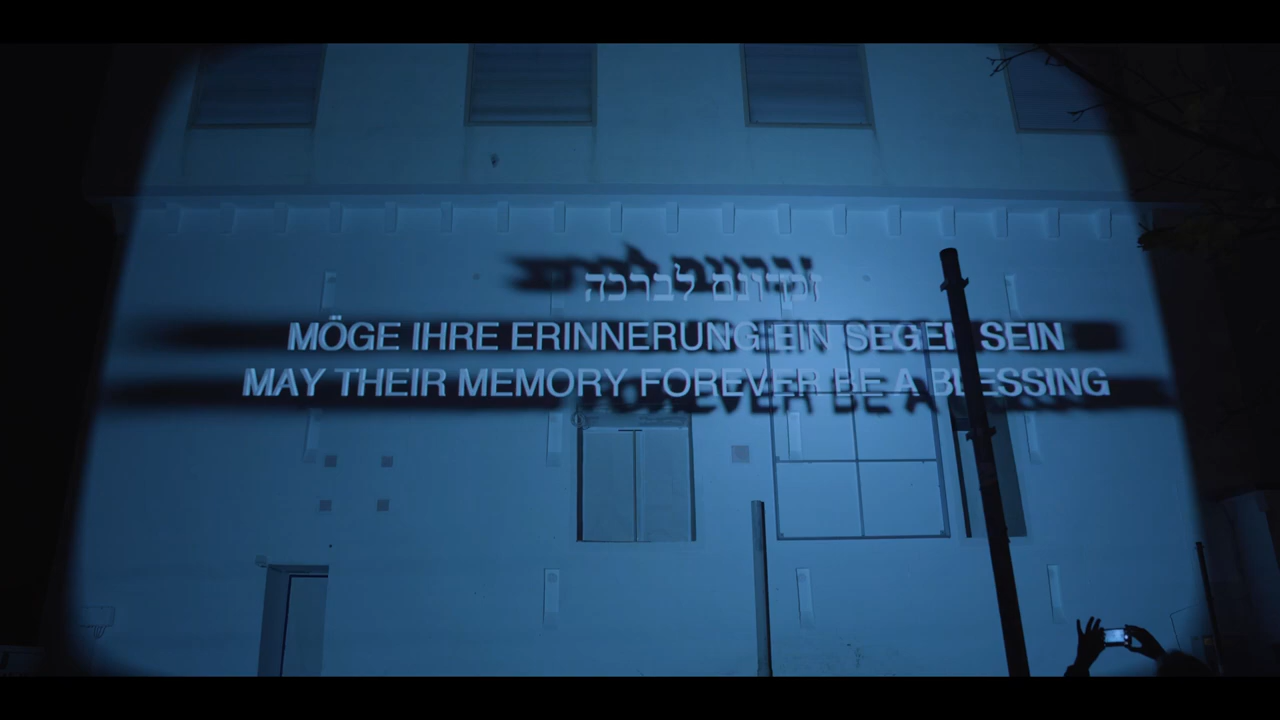 זכרונם לברכה
MÖGE IHRE ERINNERUNG EIN SEGEN SEIN
MAY THEIR MEMORY FOREVER BE A BLESSING